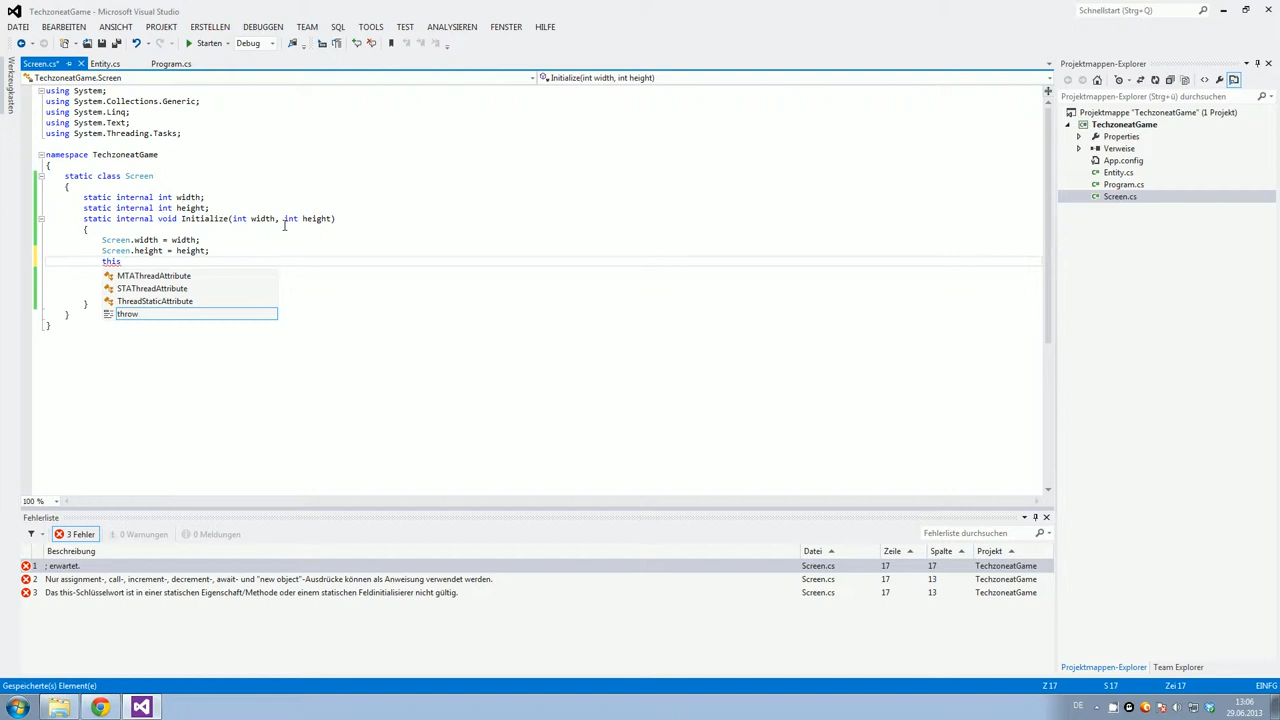 TechzoneatGame - Microsoft Visual Studio
Schnellstart (Strg+Q)
DATEI BEARBEITEN ANSICHT PROJEKT ERSTELLEN DEBUGGEN TEAM SQL TOOLS TEST ANALYSIEREN FENSTER HILFE
Starten Debug
Werkzeugkasten
Screen.cs* Entity.cs Program.cs
TechzoneatGame.Screen
Initialize(int width, int height)
using System;
using System.Collections.Generic;
using System.Linq;
using System.Text;
using System.Threading.Tasks;
namespace TechzoneatGame
{
static class Screen
{
static internal int width;
static internal int height;
static internal void Initialize(int width, int height)
{
Screen.width = width;
Screen.height = height;
this
MTAThreadAttribute
STAThreadAttribute
ThreadStaticAttribute
throw
}
}
}
100 %
Projektmappen-Explorer
Projektmappen-Explorer (Strg+ü) durchsuchen
Projektmappe "TechzoneatGame" (1 Projekt)
TechzoneatGame
Properties
Verweise
App.config
Entity.cs
Program.cs
Screen.cs
Fehlerliste
3 Fehler 0 Warnungen 0 Meldungen
Fehlerliste durchsuchen
Beschreibung Datei Zeile Spalte Projekt
1 ; erwartet. Screen.cs 17 17 TechzoneatGame
2 Nur assignment-, call-, increment-, decrement-, await- und "new object"-Ausdrücke können als Anweisung verwendet werden. Screen.cs 17 13 TechzoneatGame
3 Das this-Schlüsselwort ist in einer statischen Eigenschaft/Methode oder einem statischen Feldinitialisierer nicht gültig. Screen.cs 17 13 TechzoneatGame
Projektmappen-Explorer Team Explorer
Gespeicherte(s) Element(e) Z 17 S 17 Zei 17 EINFG
DE
13:06
29.06.2013